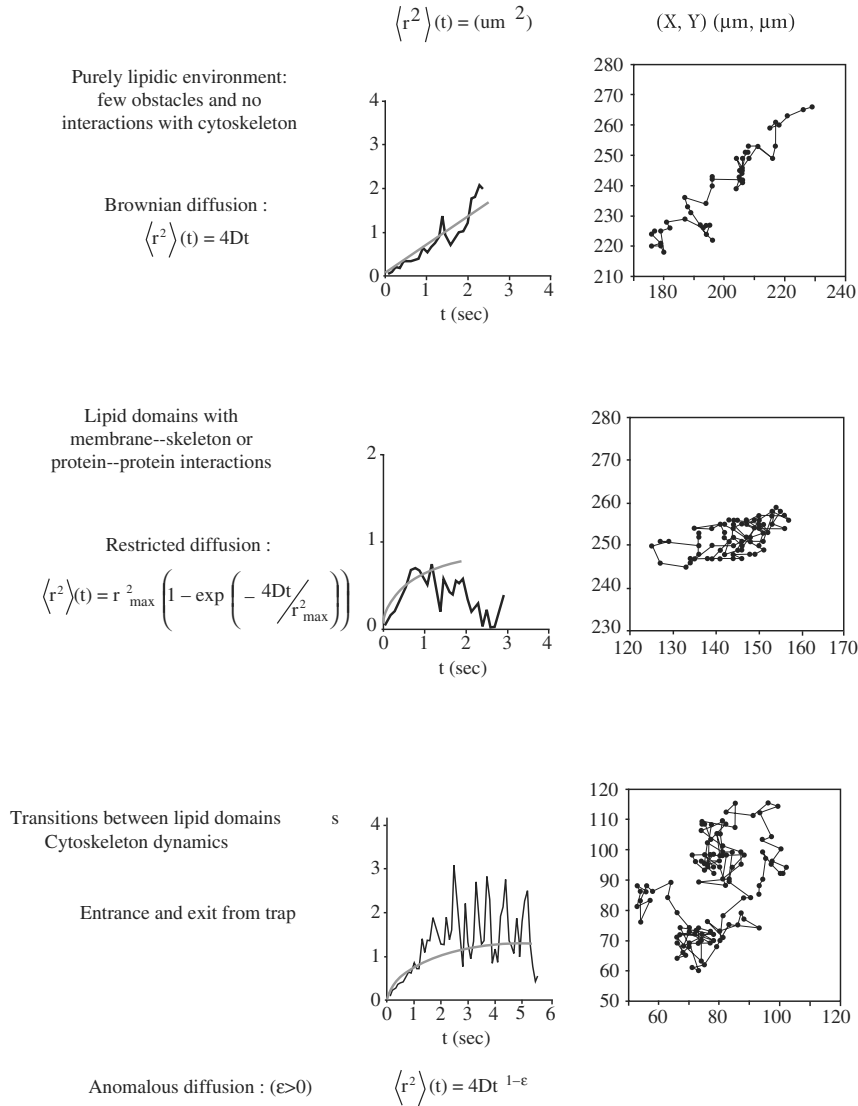 ⟨r²⟩(t) = (um ²)
(X, Y) (µm, µm)
Purely lipidic environment:
few obstacles and no
interactions with cytoskeleton
Brownian diffusion :
⟨r²⟩(t) = 4Dt
4
3
2
1
0
0 1 2 3 4
t (sec)
280
270
260
250
240
230
220
210
180 200 220 240
Lipid domains with
membrane--skeleton or
protein--protein interactions
Restricted diffusion :
⟨r²⟩(t) = r ²max (1 – exp (– 4Dt/r²max))
2
1
0
0 1 2 3 4
t (sec)
280
270
260
250
240
230
120 130 140 150 160 170
Transitions between lipid domains s
Cytoskeleton dynamics
Entrance and exit from trap
4
3
2
1
0
0 1 2 3 4 5 6
t (sec)
120
110
100
90
80
70
60
50
60 80 100 120
Anomalous diffusion : (ε>0)
⟨r²⟩(t) = 4Dt 1–ε